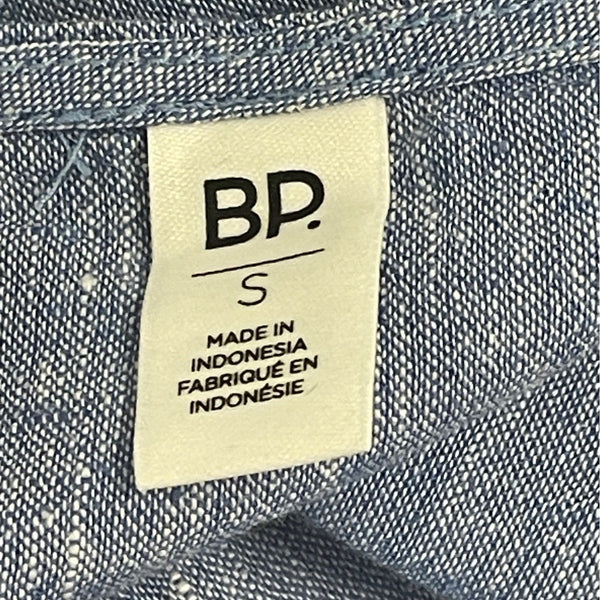 BP.
S
MADE IN
INDONESIA
FABRIQUÉ EN
INDONÉSIE